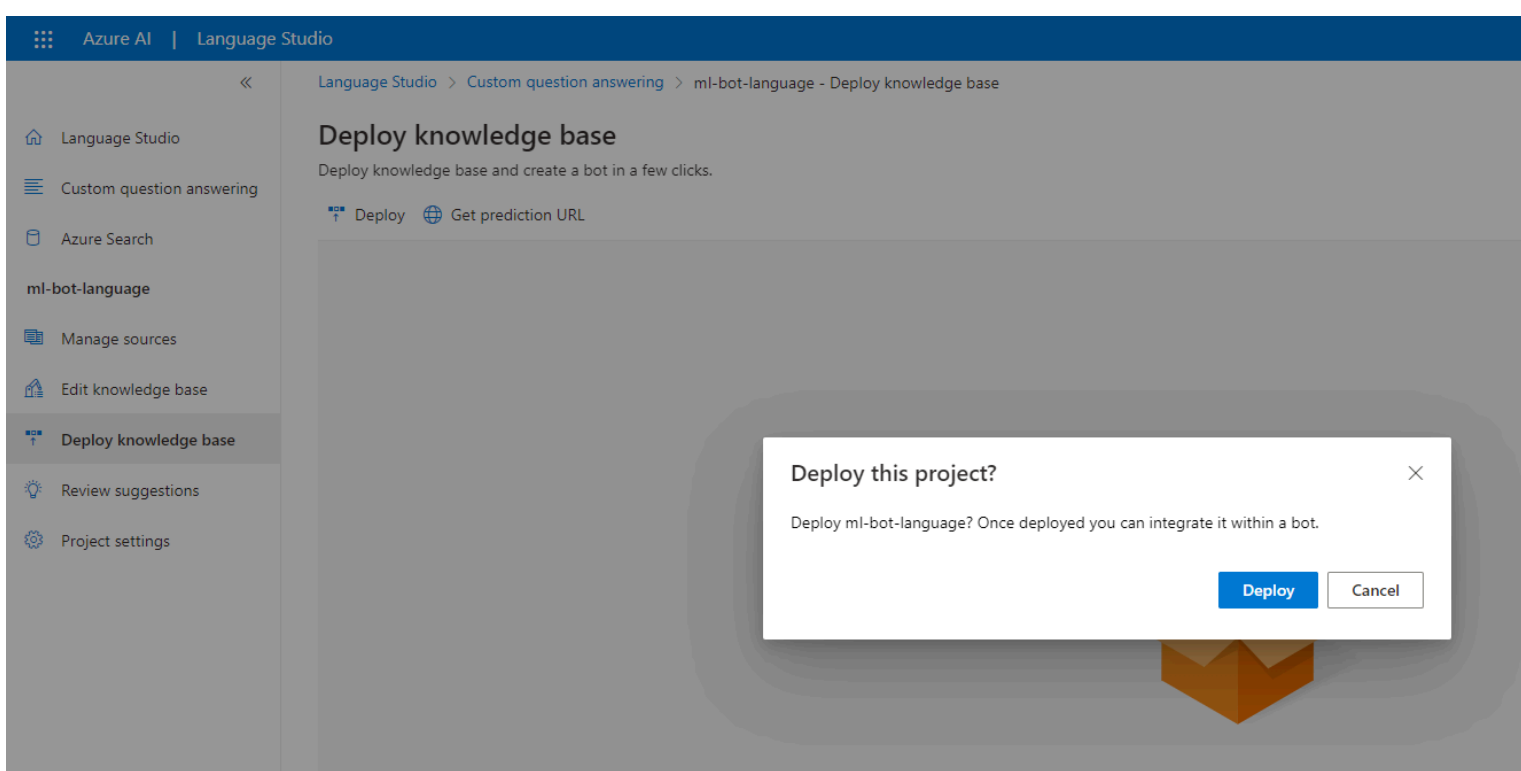 Azure AI | Language Studio
Language Studio > Custom question answering > ml-bot-language - Deploy knowledge base
Language Studio
Custom question answering
Azure Search
ml-bot-language
Manage sources
Edit knowledge base
Deploy knowledge base
Review suggestions
Project settings
Deploy knowledge base
Deploy knowledge base and create a bot in a few clicks.
Deploy Get prediction URL
Deploy this project?
Deploy ml-bot-language? Once deployed you can integrate it within a bot.
Deploy Cancel